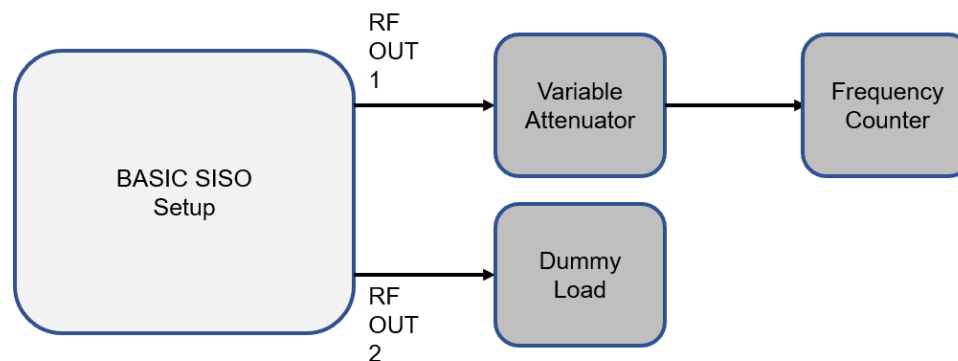 RF
OUT
1
Variable
Attenuator
Frequency
Counter
BASIC SISO
Setup
Dummy
Load
RF
OUT
2